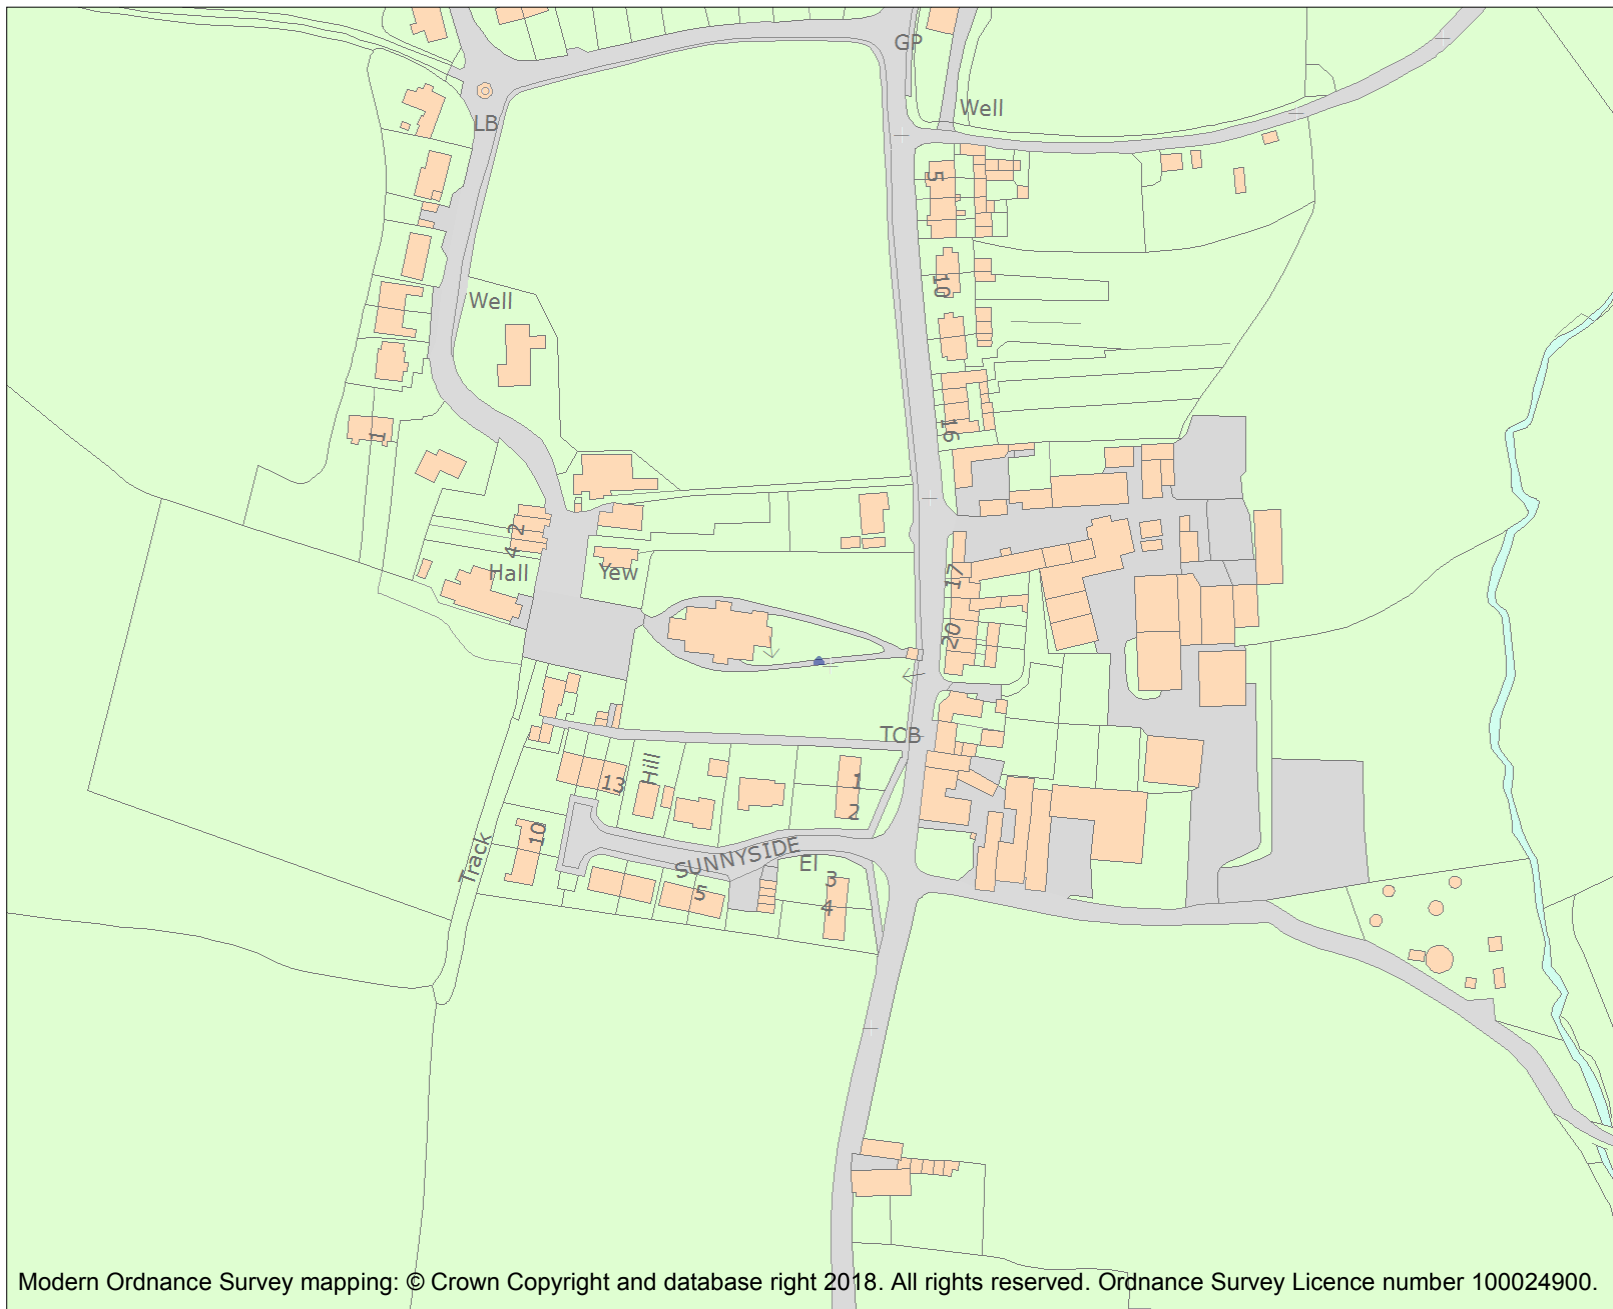 GP
Well
LB
5
10
Well
16
1
2
4
Hall
Yew
17
20
TCB
Hill
13
1
2
10
Track
SUNNYSIDE
El
3
5
4
Modern Ordnance Survey mapping: © Crown Copyright and database right 2018. All rights reserved. Ordnance Survey Licence number 100024900.